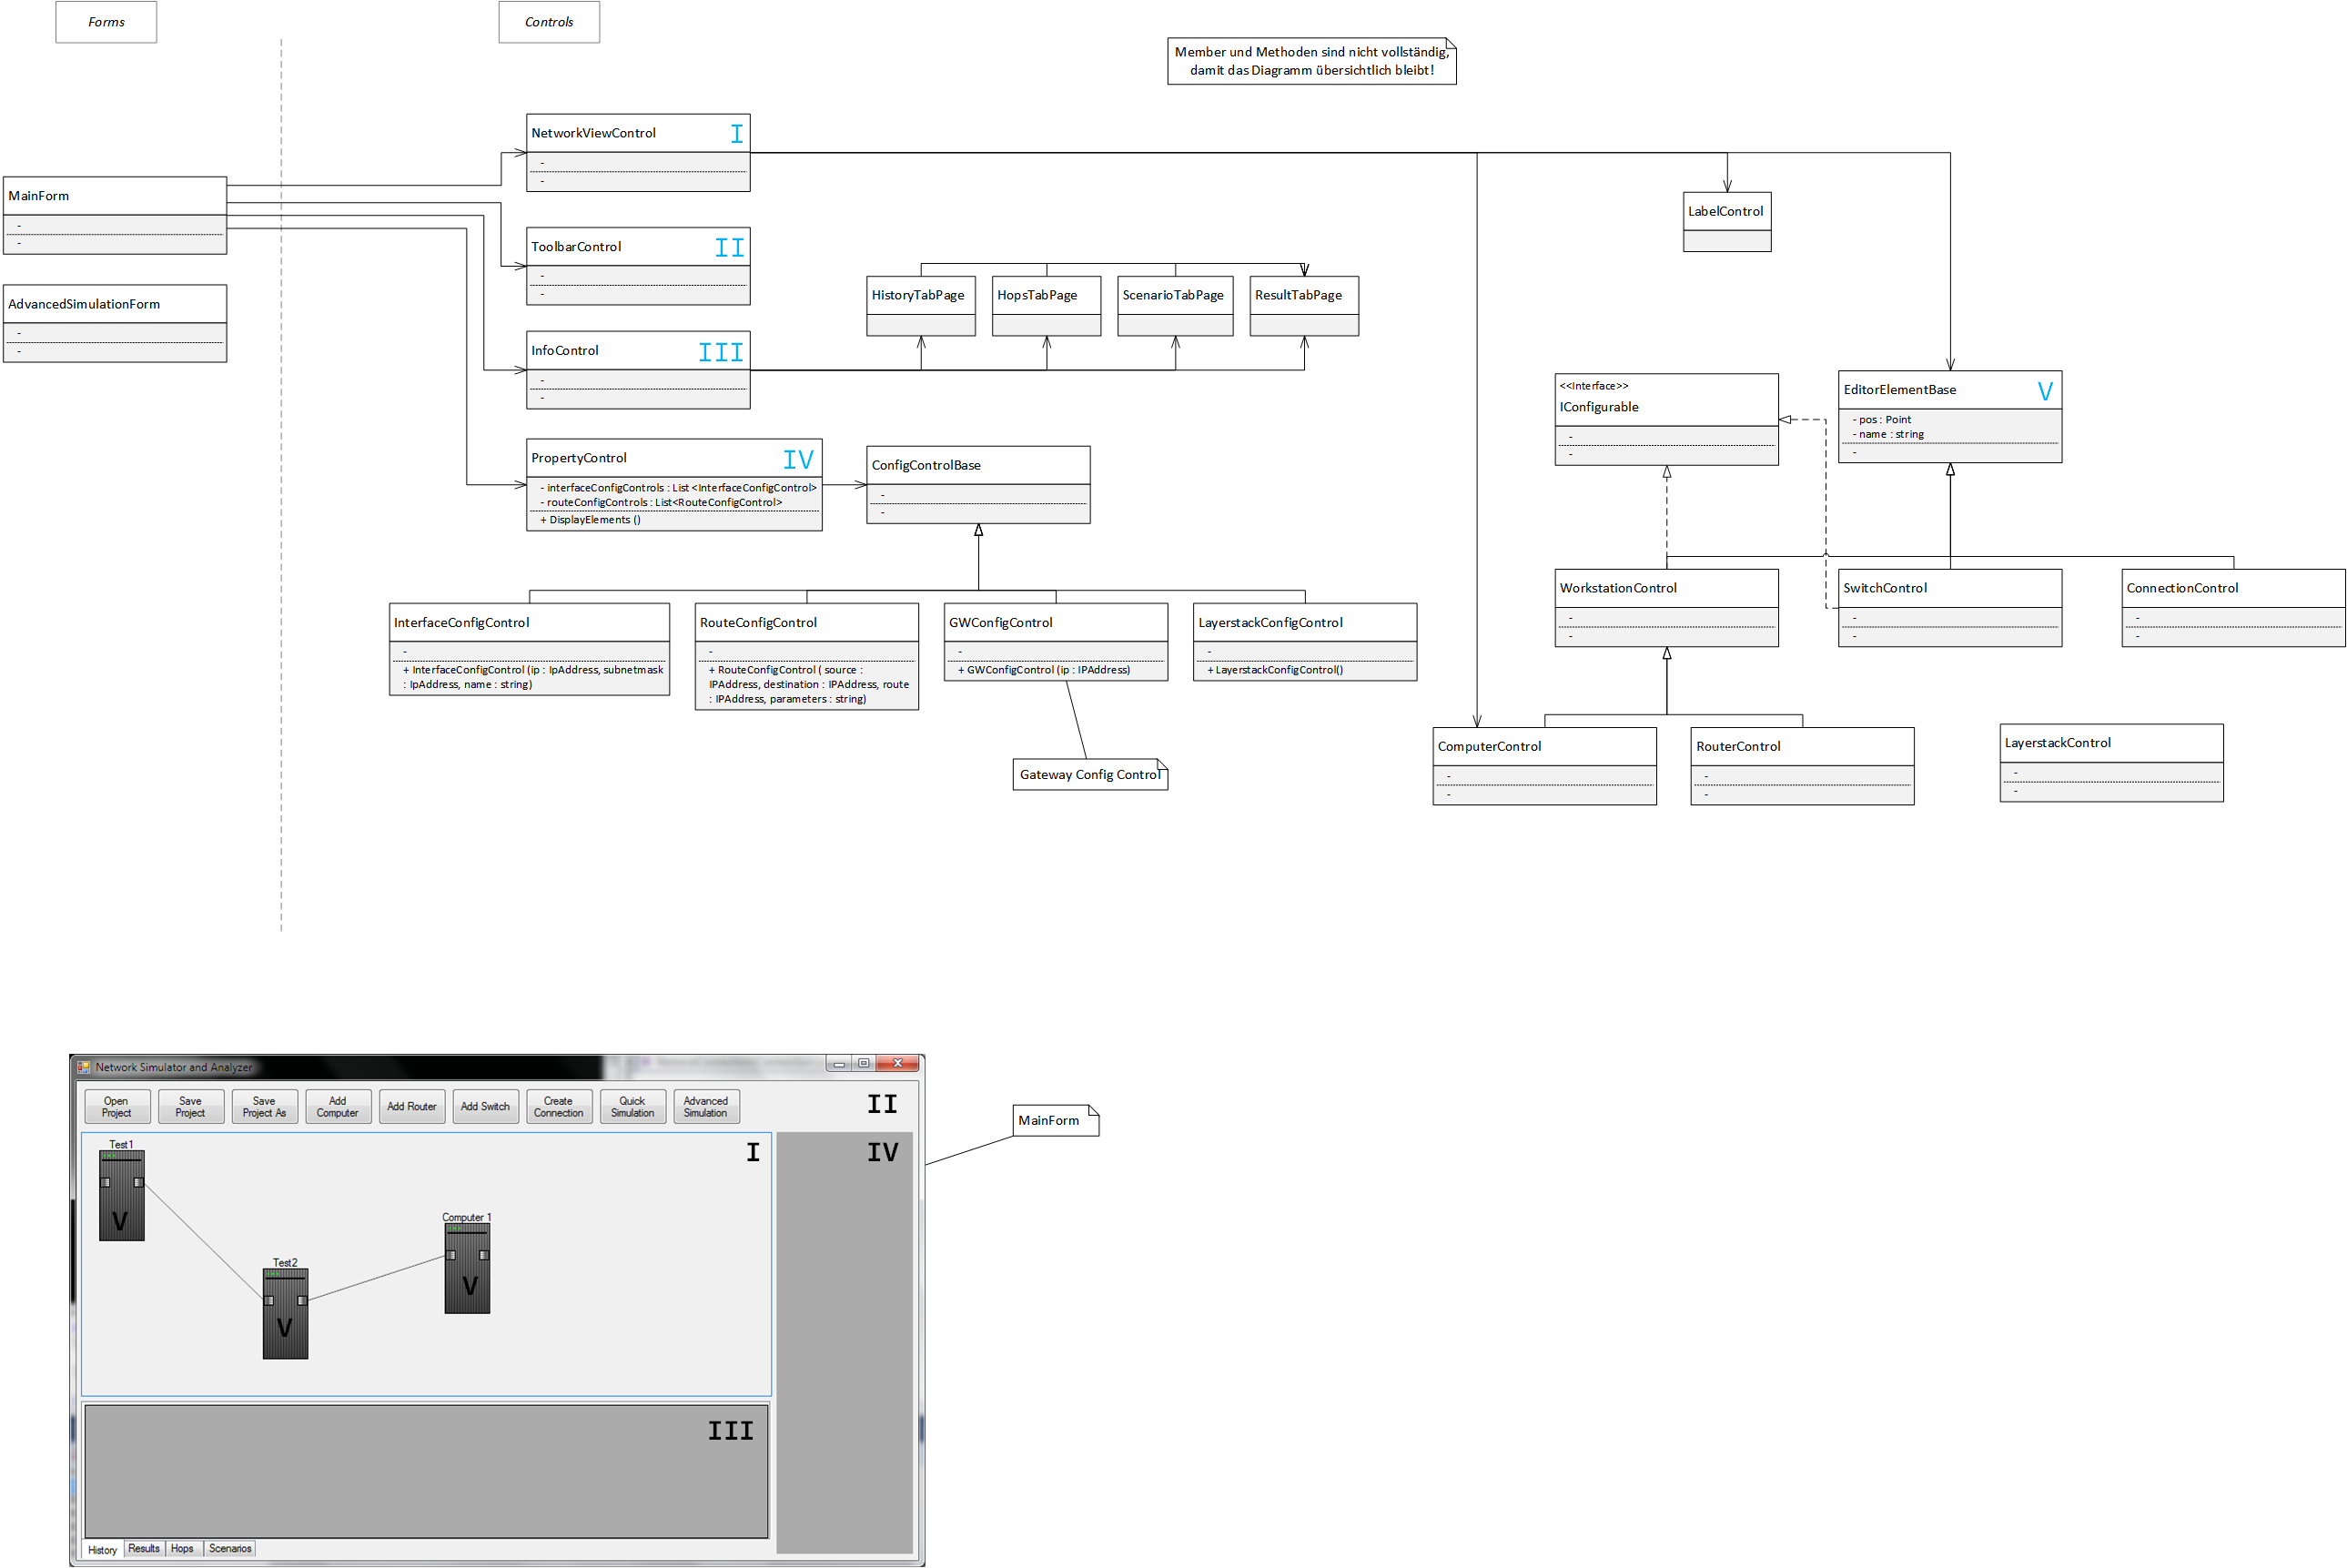 Forms
Controls
Member und Methoden sind nicht vollständig,
damit das Diagramm übersichtlich bleibt!
NetworkViewControl
I
-
-
MainForm
-
-
LabelControl
ToolbarControl
II
-
-
AdvancedSimulationForm
-
-
HistoryTabPage
HopsTabPage
ScenarioTabPage
ResultTabPage
InfoControl
III
-
-
<<Interface>>
IConfigurable
-
-
EditorElementBase
V
- pos : Point
- name : string
-
PropertyControl
IV
- interfaceConfigControls : List <InterfaceConfigControl>
- routeConfigControls : List<RouteConfigControl>
+ DisplayElements ()
ConfigControlBase
-
-
WorkstationControl
-
-
SwitchControl
-
-
ConnectionControl
-
-
InterfaceConfigControl
-
+ InterfaceConfigControl (ip : IpAddress, subnetmask
: IpAddress, name : string)
RouteConfigControl
-
+ RouteConfigControl ( source :
IPAddress, destination : IPAddress, route
: IPAddress, parameters : string)
GWConfigControl
-
+ GWConfigControl (ip : IPAddress)
LayerstackConfigControl
-
+ LayerstackConfigControl()
Gateway Config Control
ComputerControl
-
-
RouterControl
-
-
LayerstackControl
-
-
Network Simulator and Analyzer
Open
Project
Save
Project
Save
Project As
Add
Computer
Add Router
Add Switch
Create
Connection
Quick
Simulation
Advanced
Simulation
II
MainForm
Test1
V
I
IV
Computer 1
V
Test2
V
III
History
Results
Hops
Scenarios